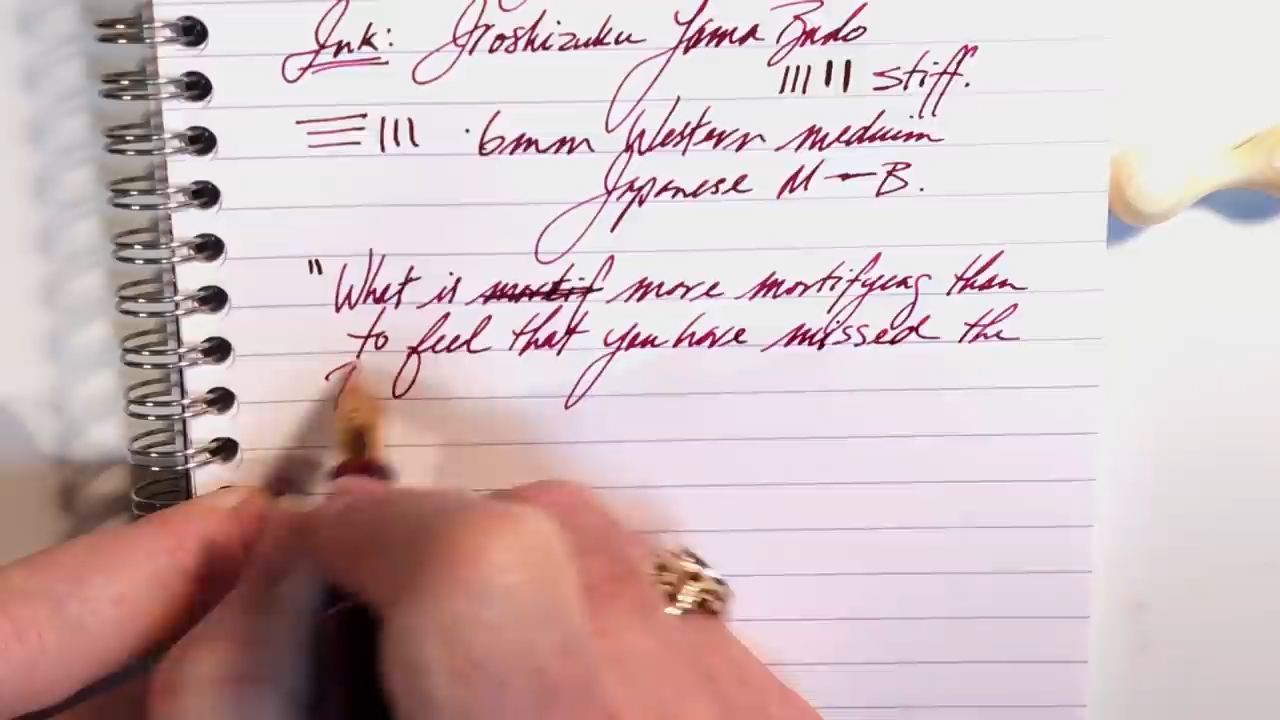 Ink: Iroshizuku Yama Budo
stiff.
.6mm Western medium
Japanese M-B.
"What is mortif more mortifying than
to feel that you have missed the